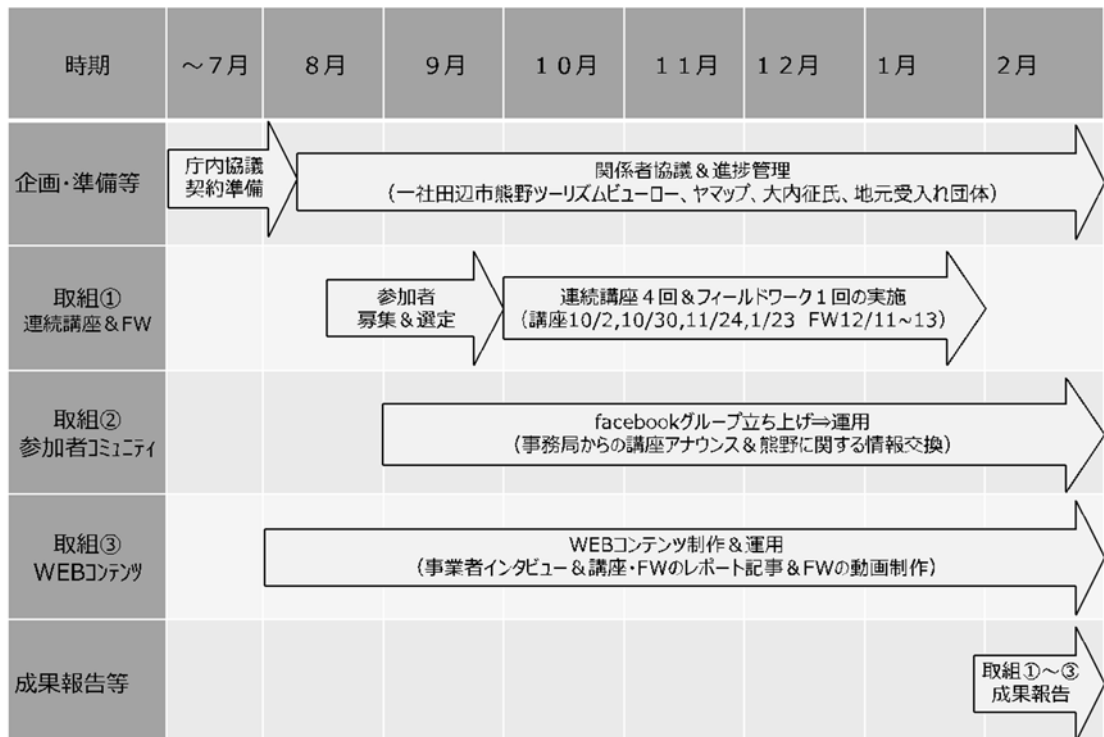 時期
～７月
８月
９月
１０月
１１月
１２月
１月
２月
企画・準備等
庁内協議
契約準備
関係者協議＆進捗管理
（一社田辺市熊野ツーリズムビューロー、ヤマップ、大内征氏、地元受入れ団体）
取組①
連続講座＆FW
参加者
募集＆選定
連続講座４回＆フィールドワーク１回の実施
（講座10/2,10/30,11/24,1/23 FW12/11~13）
取組②
参加者ｺﾐｭﾆﾃｨ
facebookグループ立ち上げ⇒運用
（事務局からの講座アナウンス＆熊野に関する情報交換）
取組③
WEBｺﾝﾃﾝﾂ
WEBコンテンツ制作＆運用
（事業者インタビュー＆講座・FWのレポート記事＆FWの動画制作）
成果報告等
取組①～③
成果報告